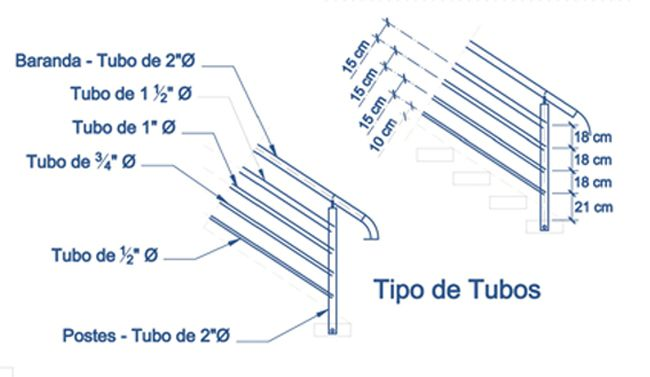 Baranda - Tubo de 2"Ø
Tubo de 1 ½" Ø
Tubo de 1" Ø
Tubo de ¾" Ø
Tubo de ½" Ø
Postes - Tubo de 2"Ø
15 cm
15 cm
15 cm
10 cm
18 cm
18 cm
18 cm
21 cm
Tipo de Tubos